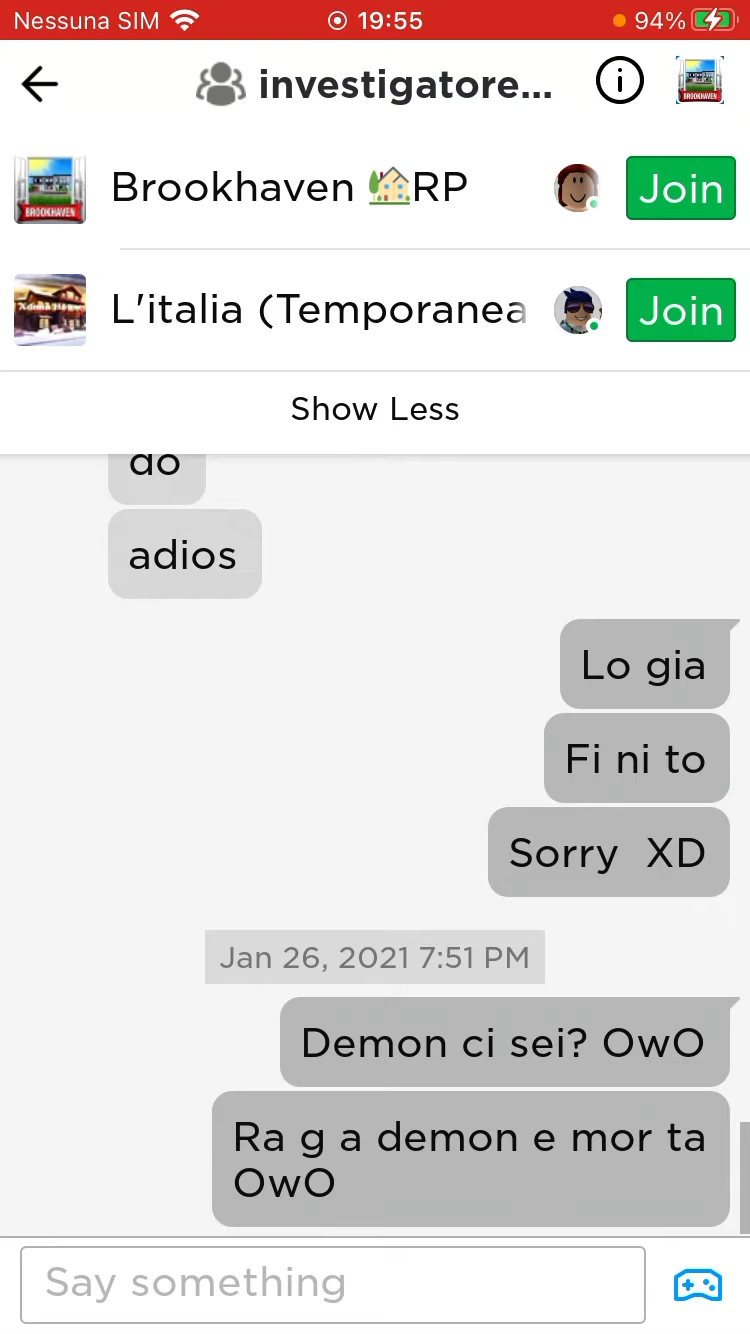 Nessuna SIM 19:55 94%
investigatore...
BROOKHAVEN
Brookhaven 🏡RP
Join
BROOKHAVEN
L'italia (Temporanea
Join
Show Less
do
adios
Lo gia
Fi ni to
Sorry XD
Jan 26, 2021 7:51 PM
Demon ci sei? OwO
Ra g a demon e mor ta
OwO
Say something